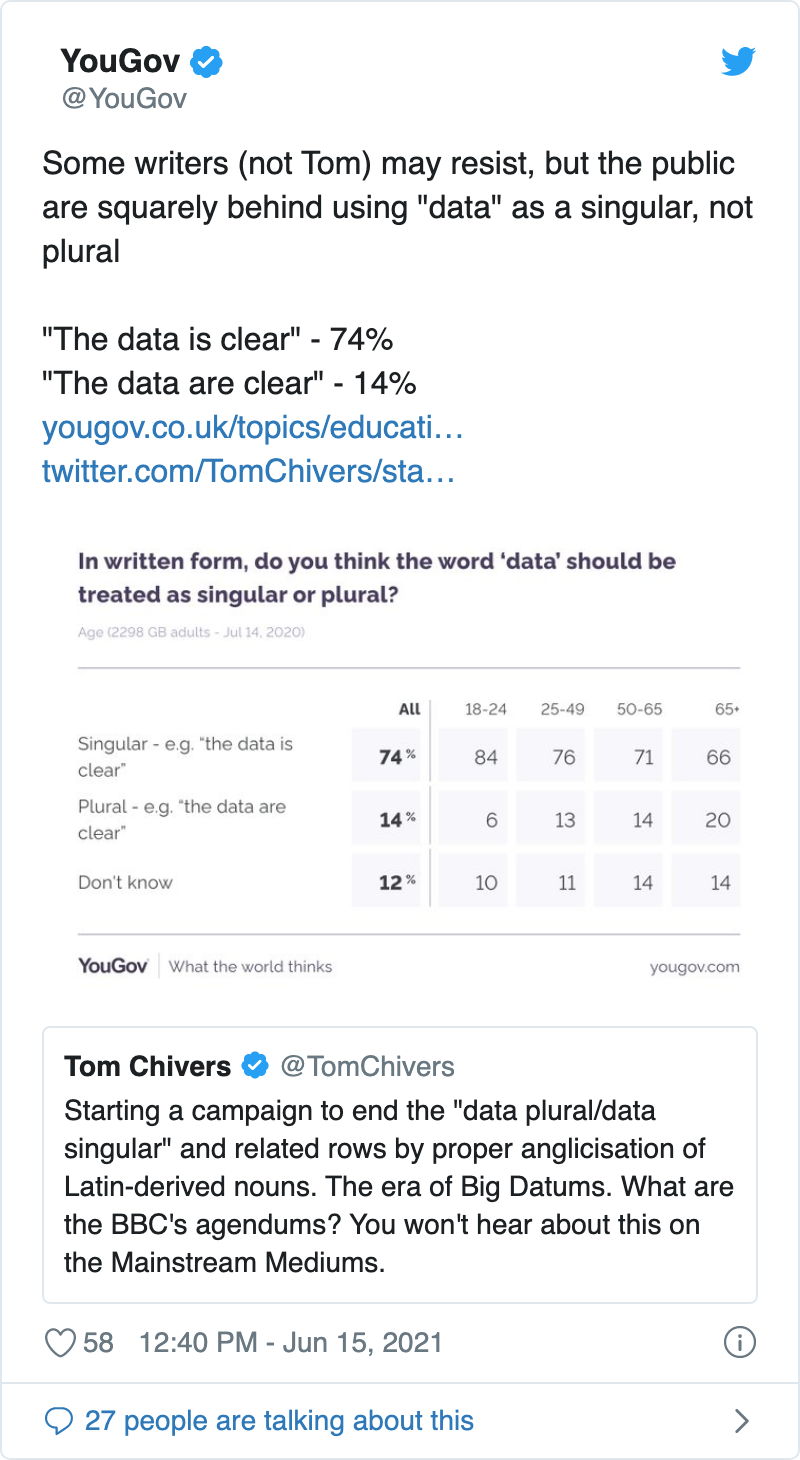 YouGov
@YouGov
Some writers (not Tom) may resist, but the public
are squarely behind using "data" as a singular, not
plural
"The data is clear" - 74%
"The data are clear" - 14%
yougov.co.uk/topics/educati…
twitter.com/TomChivers/sta…
In written form, do you think the word ‘data’ should be
treated as singular or plural?
Age (2298 GB adults - Jul 14, 2020)
All 18-24 25-49 50-65 65+
Singular - e.g. “the data is
clear”
74% 84 76 71 66
Plural - e.g. “the data are
clear”
14% 6 13 14 20
Don't know 12% 10 11 14 14
YouGov What the world thinks yougov.com
Tom Chivers @TomChivers
Starting a campaign to end the "data plural/data
singular" and related rows by proper anglicisation of
Latin-derived nouns. The era of Big Datums. What are
the BBC's agendums? You won't hear about this on
the Mainstream Mediums.
58 12:40 PM - Jun 15, 2021
27 people are talking about this